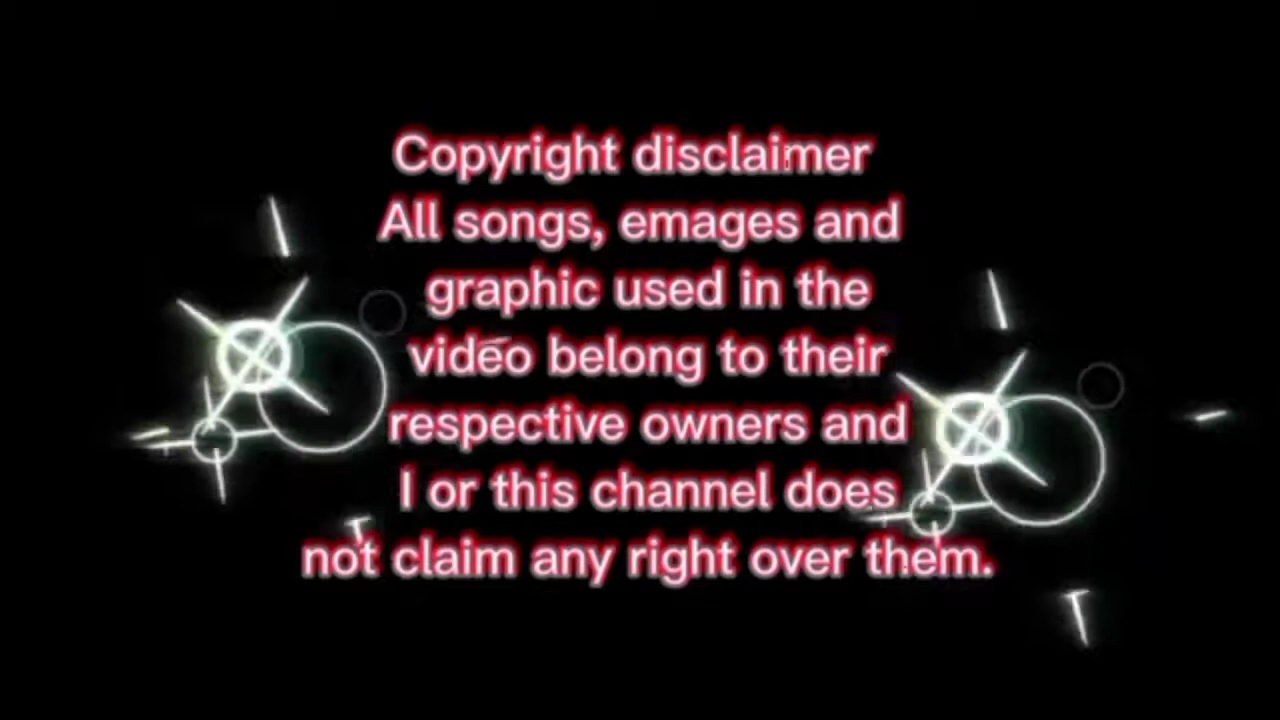 Copyright disclaimer
All songs, emages and
graphic used in the
video belong to their
respective owners and
I or this channel does
not claim any right over them.